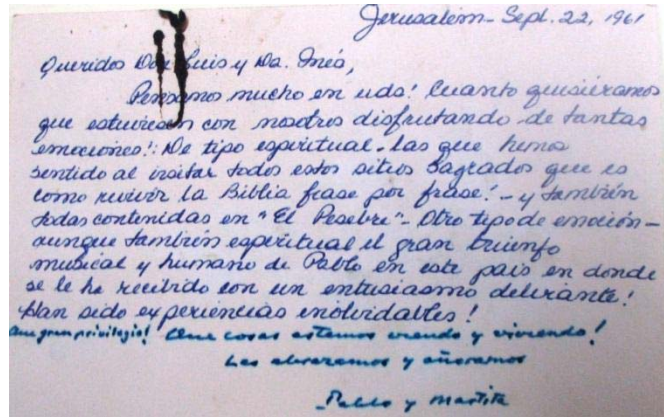 Jerusalem - Sept. 22, 1961
Queridos Don Luis y Da. Inés,
Pensamos mucho en uds! Cuanto quisiéramos
que estuviesen con nosotros disfrutando de tantas
emociones!: De tipo espiritual - las que hemos
sentido al visitar todos estos sitios sagrados que es
como revivir la Biblia frase por frase! - y también
todas contenidas en "El Pesebre" - Otro tipo de emoción -
aunque también espiritual el gran triunfo
musical y humano de Pablo en este país en donde
se le ha recibido con un entusiasmo delirante!
Han sido experiencias inolvidables!
Que gran privilegio! Que cosas estamos viendo y viviendo!
Les abrazamos y añoramos
Pablo y Martita